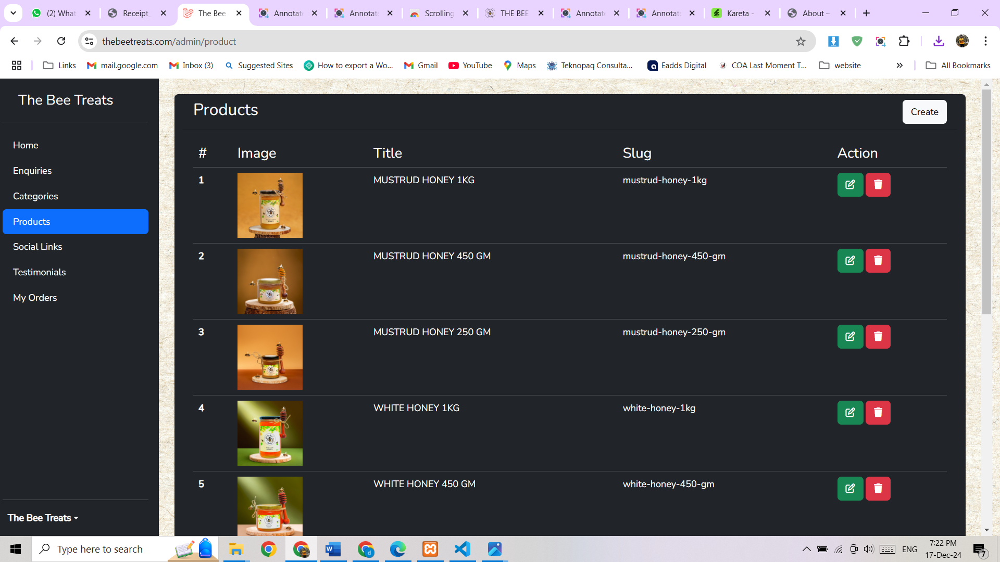 (2) What
Receipt_
The Bee
Annotat
Annotat
Scrolling
THE BEE
Annotat
Annotat
Kareta -
About –
thebeetreats.com/admin/product
Links
mail.google.com
Inbox (3)
Suggested Sites
How to export a Wo...
Gmail
YouTube
Maps
Teknopaq Consulta...
Eadds Digital
COA Last Moment T...
website
All Bookmarks
The Bee Treats
Home
Enquiries
Categories
Products
Social Links
Testimonials
My Orders
The Bee Treats
Products
Create
# Image Title Slug Action
1 MUSTRUD HONEY 1KG mustrud-honey-1kg
2 MUSTRUD HONEY 450 GM mustrud-honey-450-gm
3 MUSTRUD HONEY 250 GM mustrud-honey-250-gm
4 WHITE HONEY 1KG white-honey-1kg
5 WHITE HONEY 450 GM white-honey-450-gm
Type here to search
ENG
7:22 PM
17-Dec-24
7